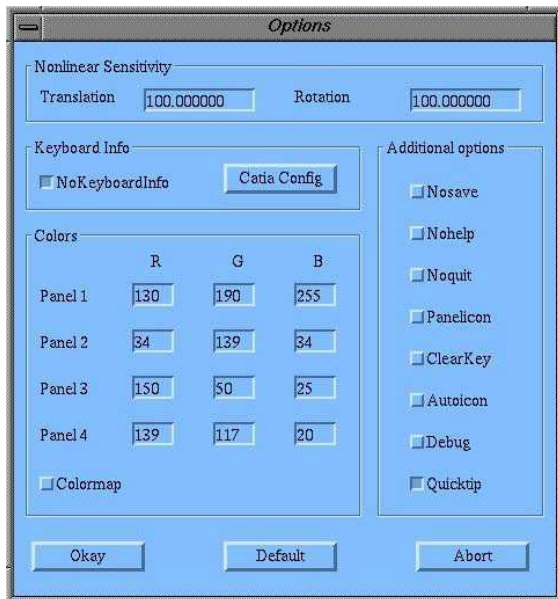 Options
Nonlinear Sensitivity
Translation 100.000000 Rotation 100.000000
Keyboard Info
NoKeyboardInfo Catia Config
Colors
R G B
Panel 1 130 190 255
Panel 2 34 139 34
Panel 3 150 50 25
Panel 4 139 117 20
Colormap
Additional options
Nosave
Nohelp
Noquit
Panelicon
ClearKey
Autoicon
Debug
Quicktip
Okay Default Abort